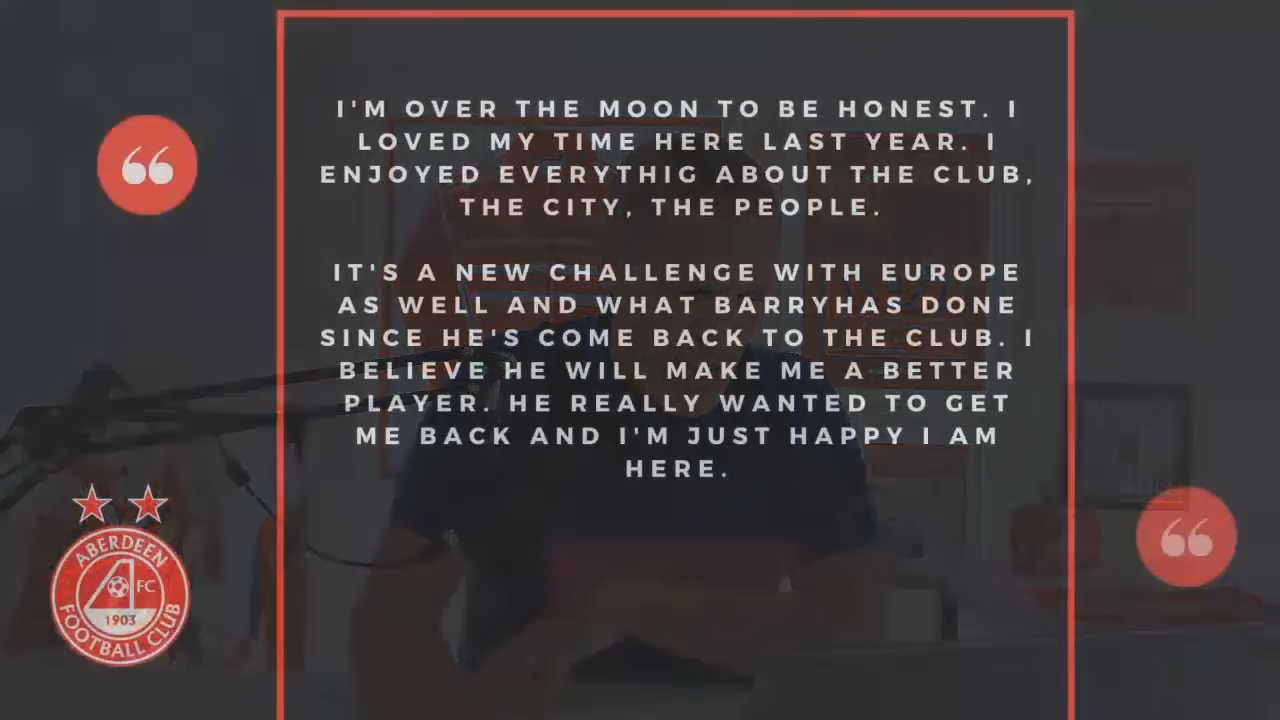 I'M OVER THE MOON TO BE HONEST. I
LOVED MY TIME HERE LAST YEAR. I
ENJOYED EVERYTHIG ABOUT THE CLUB,
THE CITY, THE PEOPLE.
IT'S A NEW CHALLENGE WITH EUROPE
AS WELL AND WHAT BARRYHAS DONE
SINCE HE'S COME BACK TO THE CLUB. I
BELIEVE HE WILL MAKE ME A BETTER
PLAYER. HE REALLY WANTED TO GET
ME BACK AND I'M JUST HAPPY I AM
HERE.
ABERDEEN
FC
1903
FOOTBALL CLUB